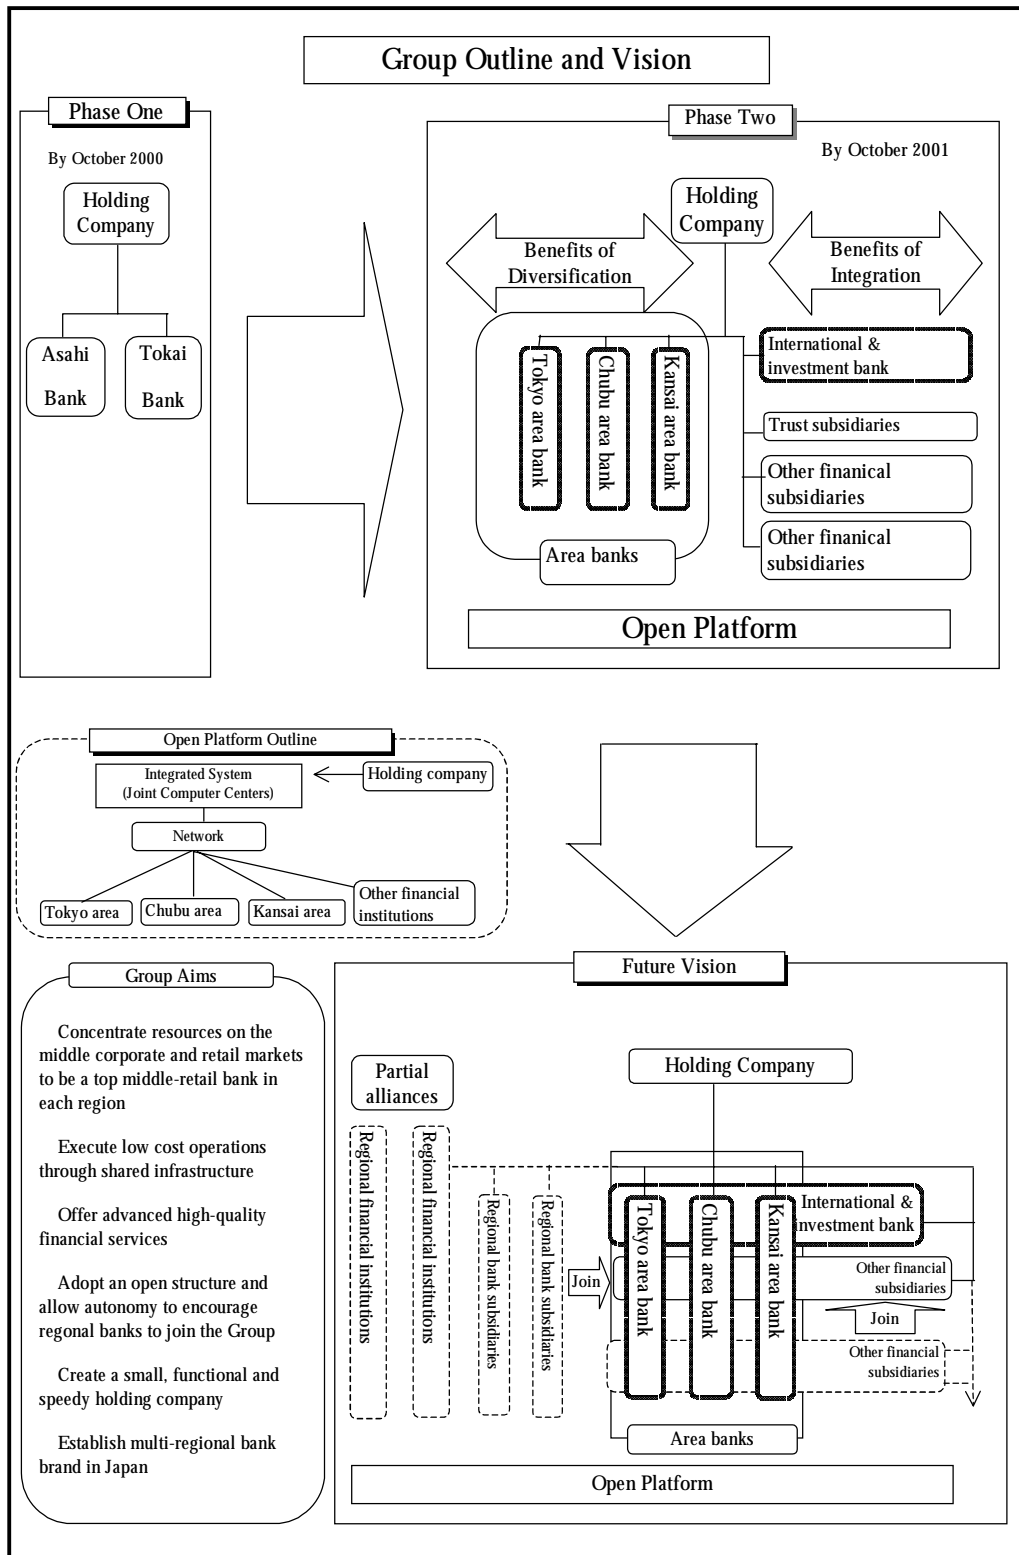 Group Outline and Vision
Phase One
By October 2000
Holding
Company
Asahi
Bank
Tokai
Bank
Phase Two
By October 2001
Holding
Company
Benefits of
Diversification
Benefits of
Integration
Tokyo area bank
Chubu area bank
Kansai area bank
International &
investment bank
Trust subsidiaries
Other finanical
subsidiaries
Other finanical
subsidiaries
Area banks
Open Platform
Open Platform Outline
Integrated System
(Joint Computer Centers)
Holding company
Network
Tokyo area
Chubu area
Kansai area
Other financial
institutions
Group Aims
Concentrate resources on the
middle corporate and retail markets
to be a top middle-retail bank in
each region
Execute low cost operations
through shared infrastructure
Offer advanced high-quality
financial services
Adopt an open structure and
allow autonomy to encourage
regonal banks to join the Group
Create a small, functional and
speedy holding company
Establish multi-regional bank
brand in Japan
Future Vision
Partial
alliances
Holding Company
Regional financial institutions
Regional financial institutions
Regional bank subsidiaries
Regional bank subsidiaries
Join
Tokyo area bank
Chubu area bank
Kansai area bank
International &
investment bank
Other financial
subsidiaries
Join
Other financial
subsidiaries
Area banks
Open Platform